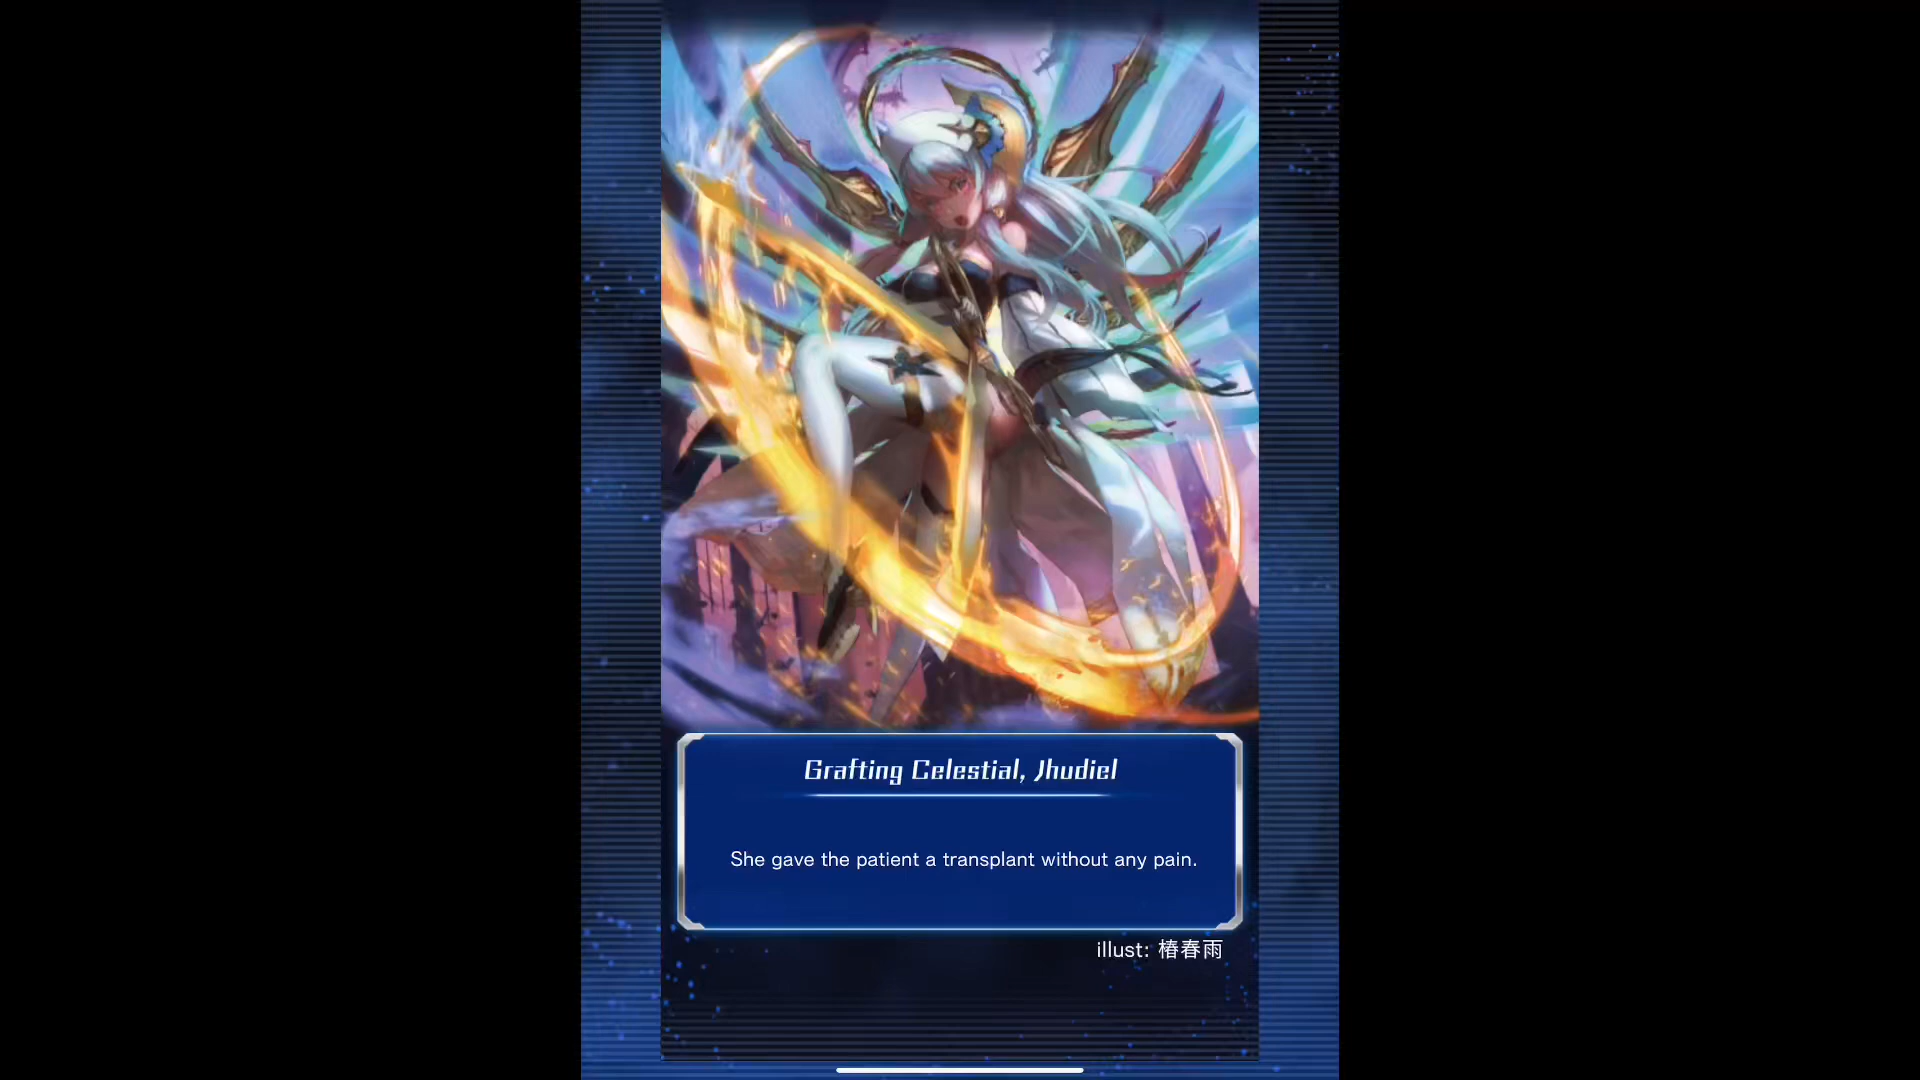 Grafting Celestial, Jhudiel
She gave the patient a transplant without any pain.
illust: 椿春雨